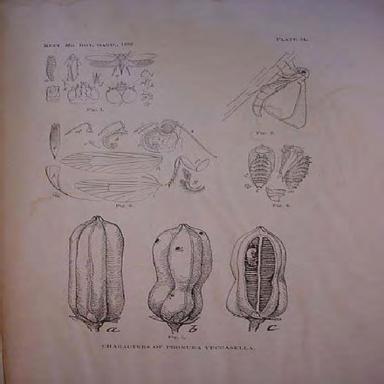 REPT. MO. BOT. GARD., 1892
PLATE 34.
FIG. 1.
FIG. 2.
FIG. 3.
FIG. 4.
a b c
FIG. 5.
CHARACTERS OF PRONUBA YUCCASELLA.